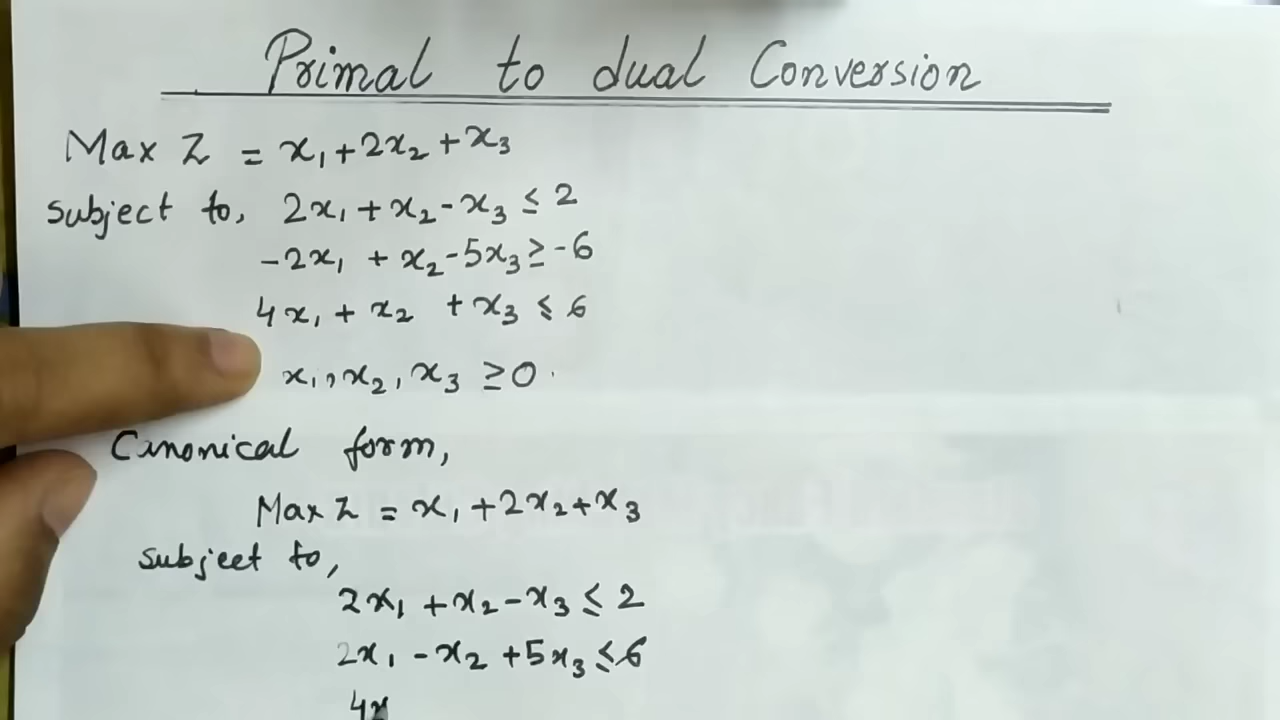 Primal to dual Conversion
Max Z = x₁ + 2x₂ + x₃
Subject to, 2x₁ + x₂ - x₃ ≤ 2
-2x₁ + x₂ - 5x₃ ≥ -6
4x₁ + x₂ + x₃ ≤ 6
x₁, x₂, x₃ ≥ 0.
Canonical form,
Max Z = x₁ + 2x₂ + x₃
subject to,
2x₁ + x₂ - x₃ ≤ 2
2x₁ - x₂ + 5x₃ ≤ 6
4x